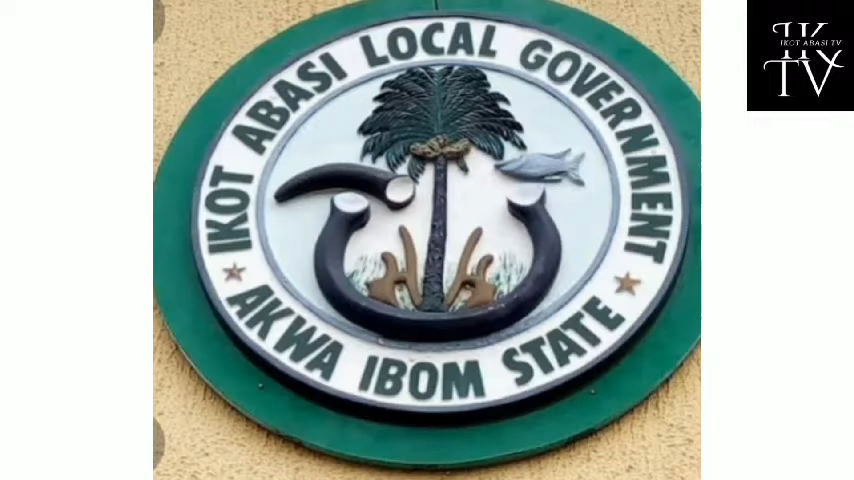 IKOT ABASI LOCAL GOVERNMENT
AKWA IBOM STATE
IK
IKOT ABASI TV
TV